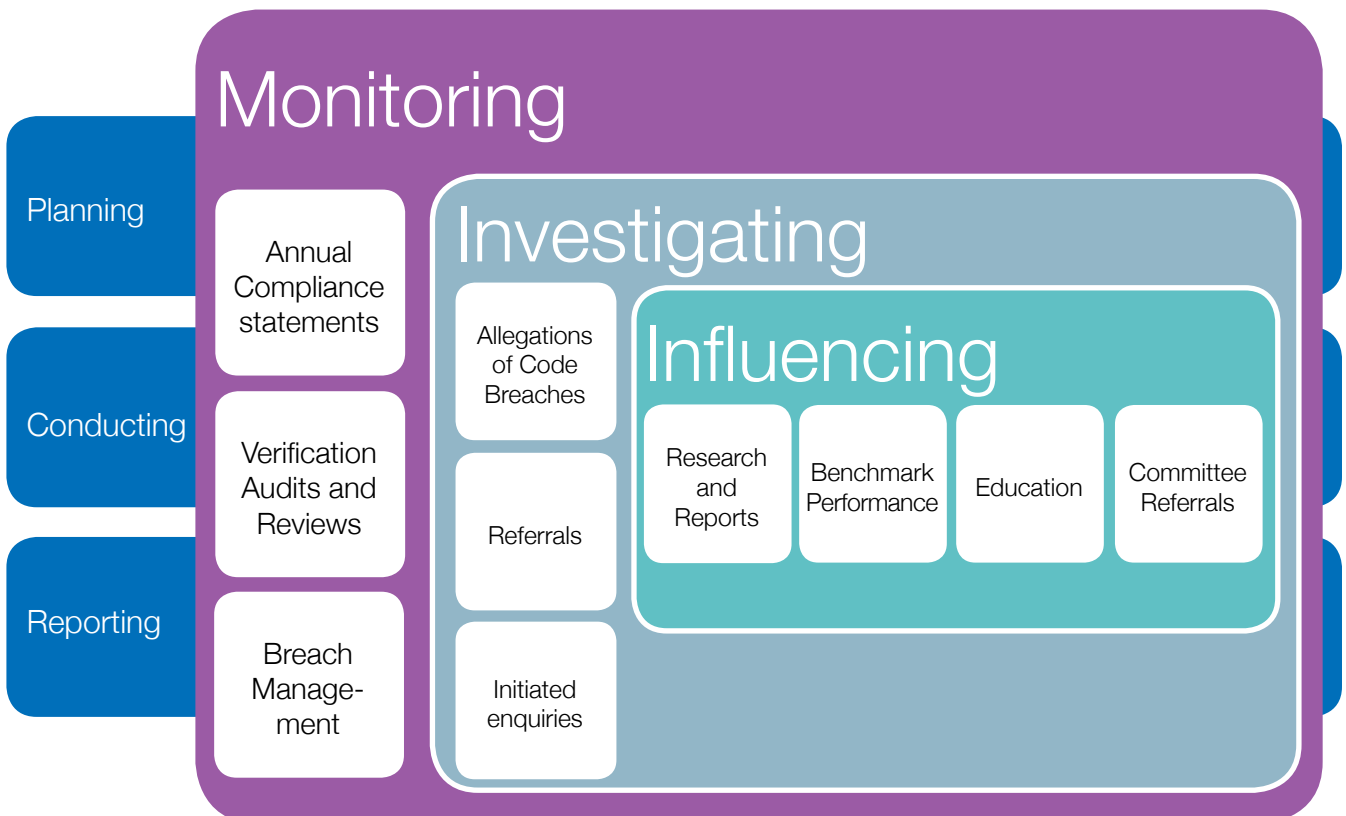 Monitoring
Planning
Conducting
Reporting
Annual
Compliance
statements
Verification
Audits and
Reviews
Breach
Manage-
ment
Investigating
Allegations
of Code
Breaches
Referrals
Initiated
enquiries
Influencing
Research
and
Reports
Benchmark
Performance
Education
Committee
Referrals